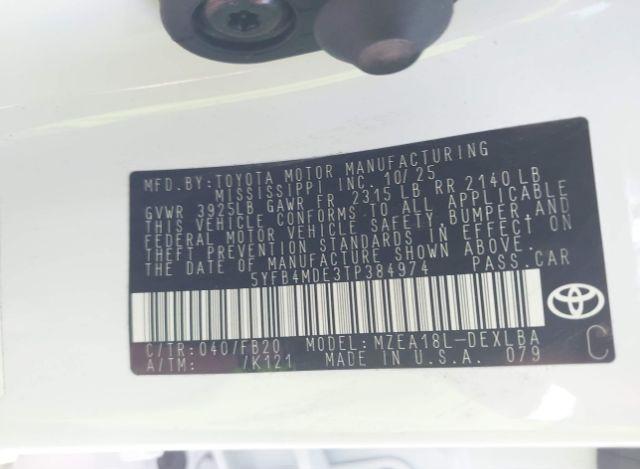 MFD.BY:TOYOTA MOTOR MANUFACTURING
MISSISSIPPI INC. 10/25
GVWR 3925LB GAWR FR 2315 LB RR 2140 LB
THIS VEHICLE CONFORMS TO ALL APPLICABLE
FEDERAL MOTOR VEHICLE SAFETY, BUMPER, AND
THEFT PREVENTION STANDARDS IN EFFECT ON
THE DATE OF MANUFACTURE SHOWN ABOVE.
5YFB4MDE3TP384974 PASS.CAR
C/TR: 040/FB20 MODEL: MZEA18L-DEXLBA
A/TM: /K121 MADE IN U.S.A. 079
C